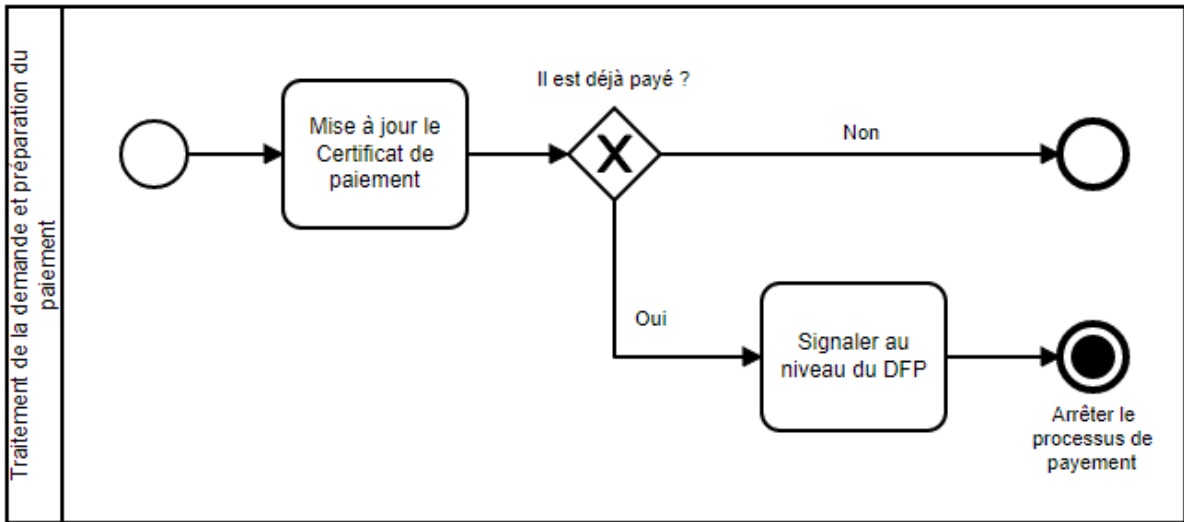 Traitement de la demande et préparation du
paiement
Mise à jour le
Certificat de
paiement
Il est déjà payé ?
Non
Oui
Signaler au
niveau du DFP
Arrêter le
processus de
payement